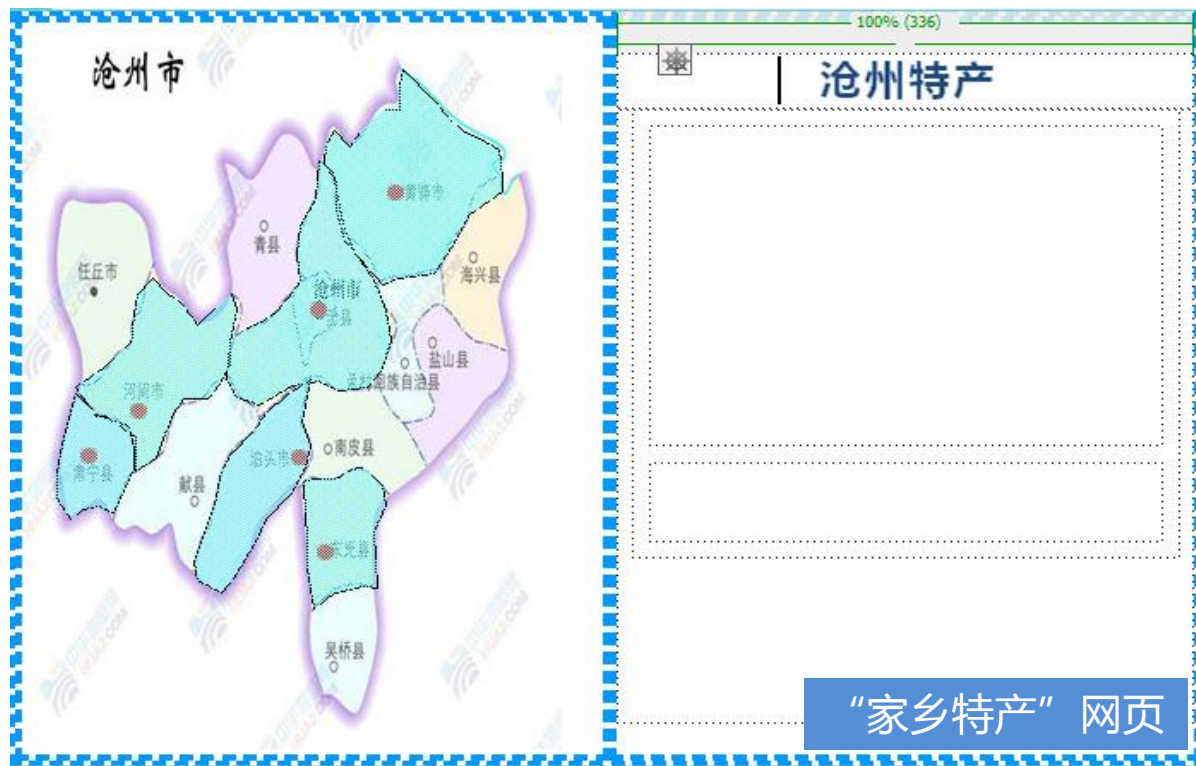 沧州市
100% (336)
沧州特产
黄骅市
青县
任丘市
海兴县
沧州市
沧县
盐山县
孟村回族自治县
河间市
南皮县
泊头市
肃宁县
献县
东光县
吴桥县
“家乡特产”网页